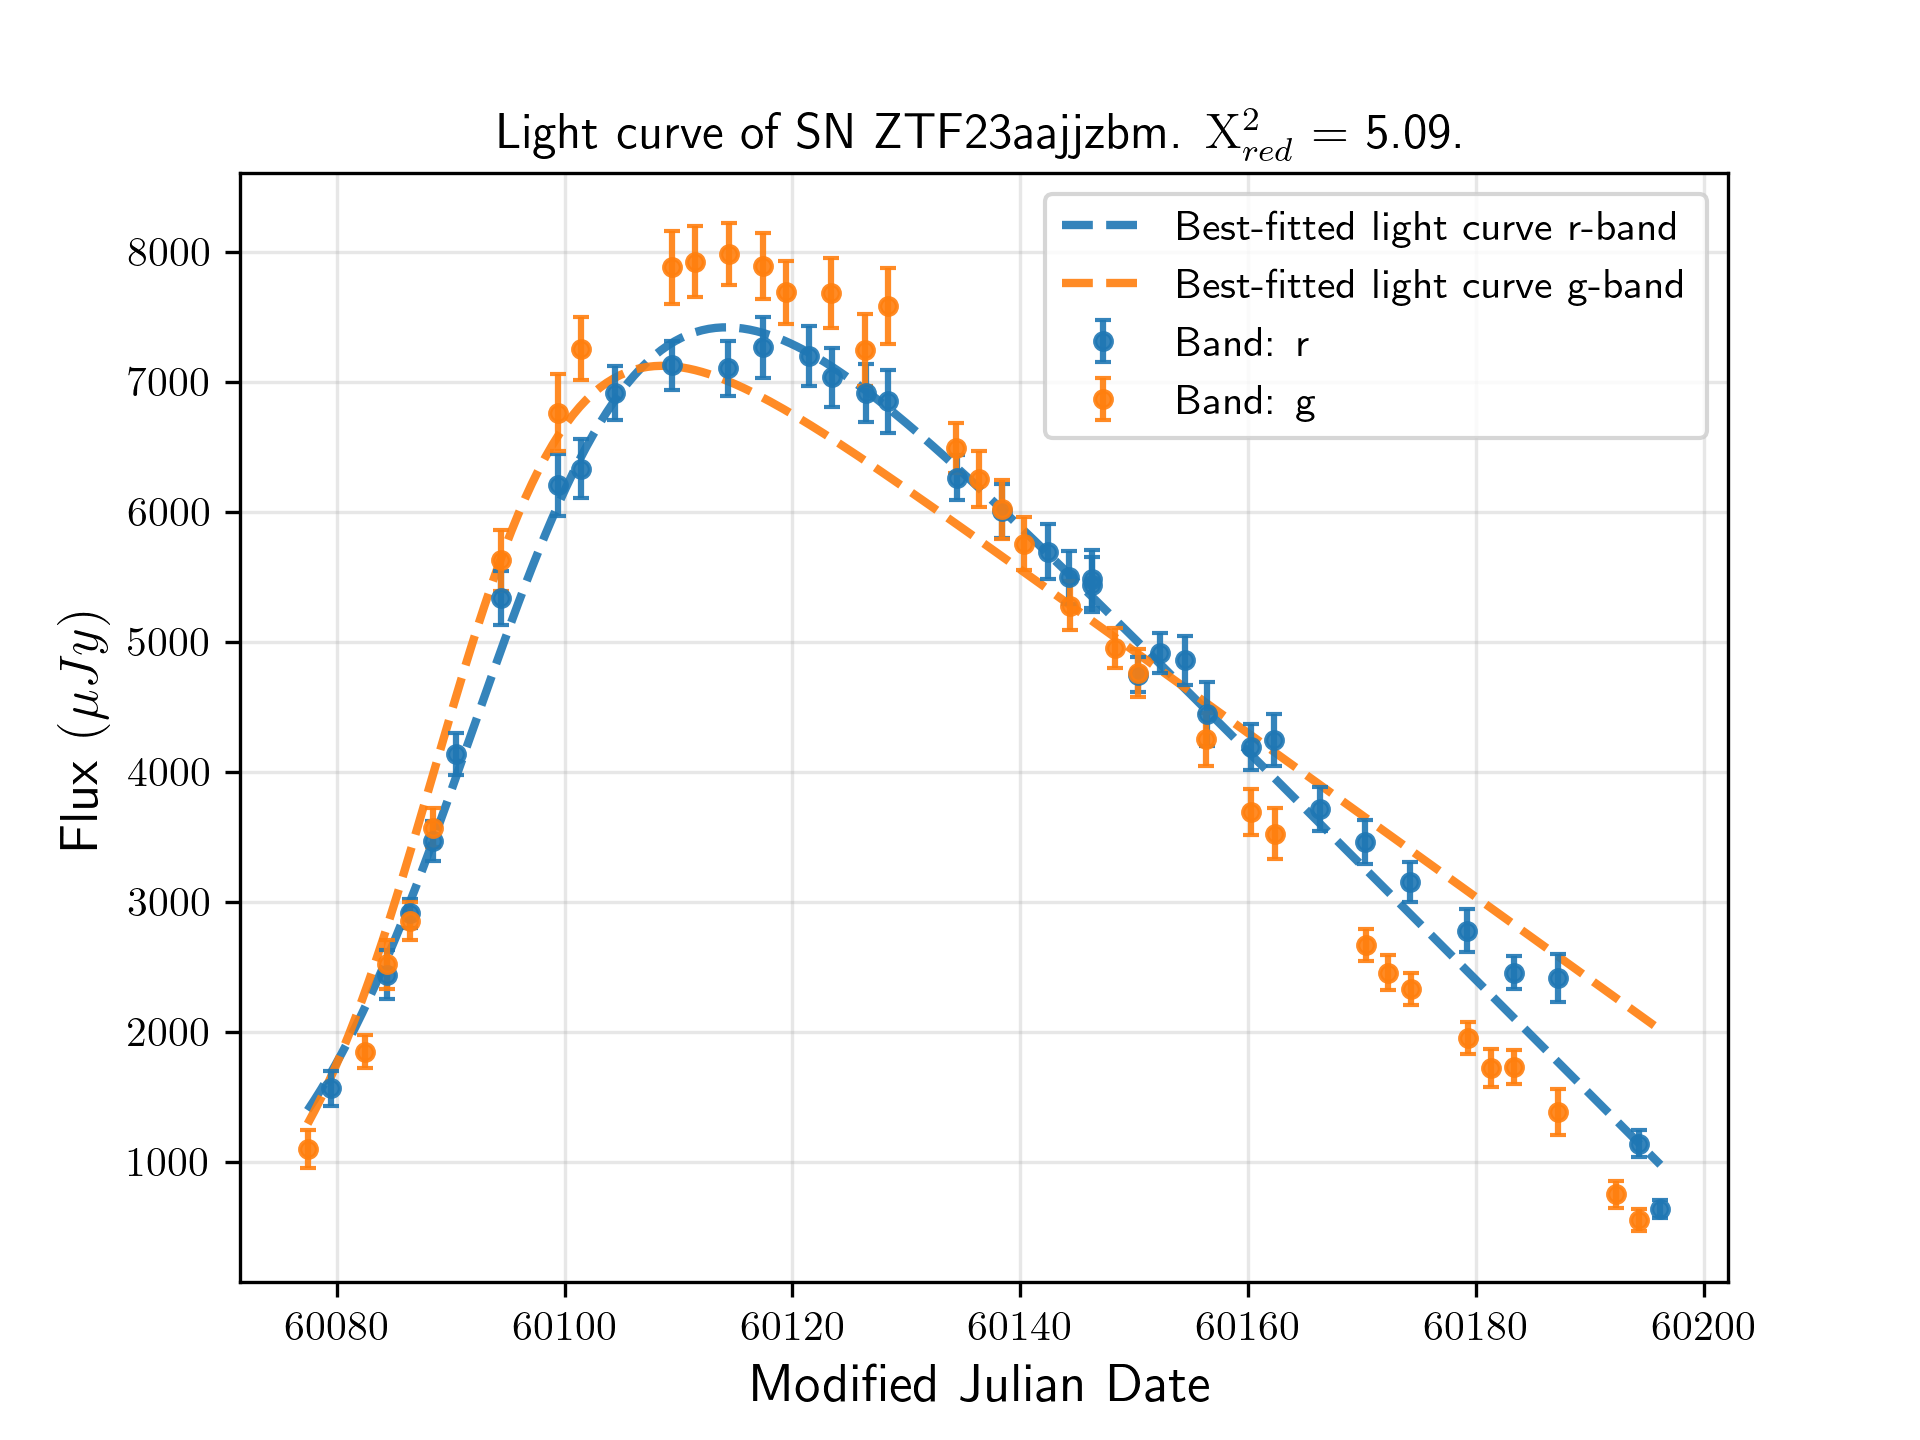 Light curve of SN ZTF23aajjzbm. X²_red = 5.09.
Best-fitted light curve r-band
Best-fitted light curve g-band
Band: r
Band: g
8000
7000
6000
5000
4000
3000
2000
1000
Flux (μJy)
60080 60100 60120 60140 60160 60180 60200
Modified Julian Date